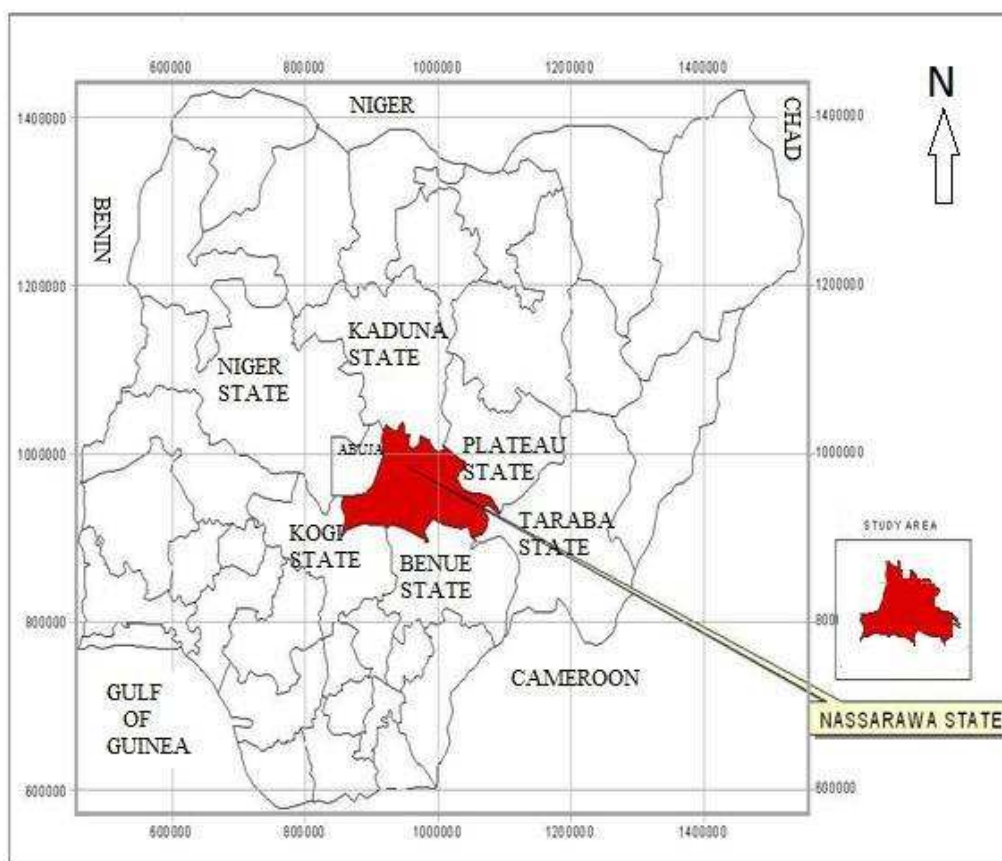 600000 800000 1000000 1200000 1400000
NIGER
CHAD
N
1400000 1400000
BENIN
1200000 1200000
KADUNA
STATE
NIGER
STATE
ABUJA
1000000 1000000
PLATEAU
STATE
TARABA
STATE
STUDY AREA
KOGI
STATE
BENUE
STATE
800000 800
CAMEROON
GULF
OF
GUINEA
NASSARAWA STATE
600000 600000
600000 800000 1000000 1200000 1400000